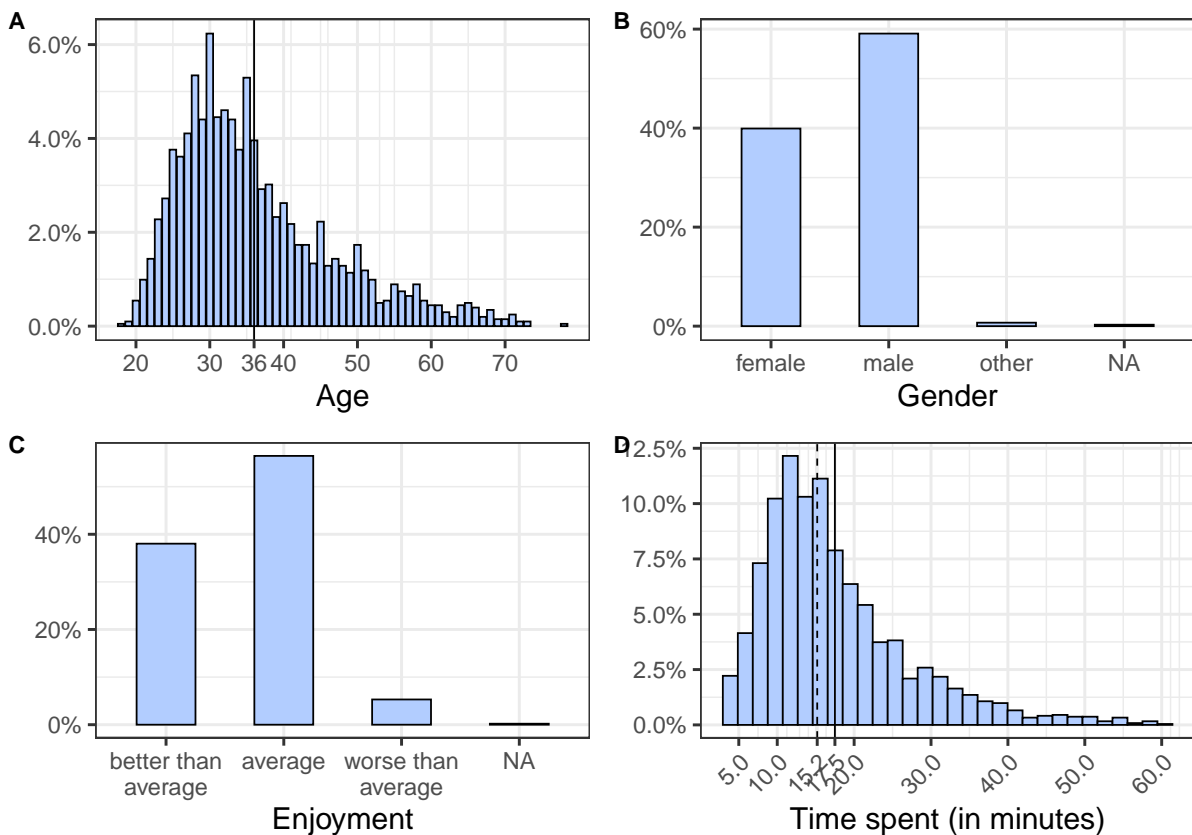 A
6.0%
4.0%
2.0%
0.0%
20 30 36 40 50 60 70
Age
B
60%
40%
20%
0%
female male other NA
Gender
C
40%
20%
0%
better than average average worse than average NA
Enjoyment
D
12.5%
10.0%
7.5%
5.0%
2.5%
0.0%
5.0 10.0 15.2 17.5 20.0 30.0 40.0 50.0 60.0
Time spent (in minutes)